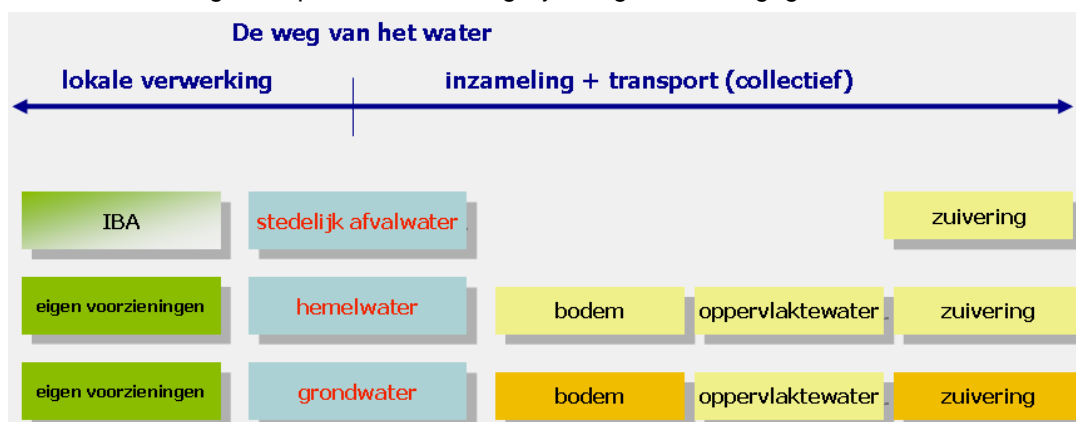 De weg van het water
lokale verwerking inzameling + transport (collectief)
IBA stedelijk afvalwater zuivering
eigen voorzieningen hemelwater bodem oppervlaktewater zuivering
eigen voorzieningen grondwater bodem oppervlaktewater zuivering